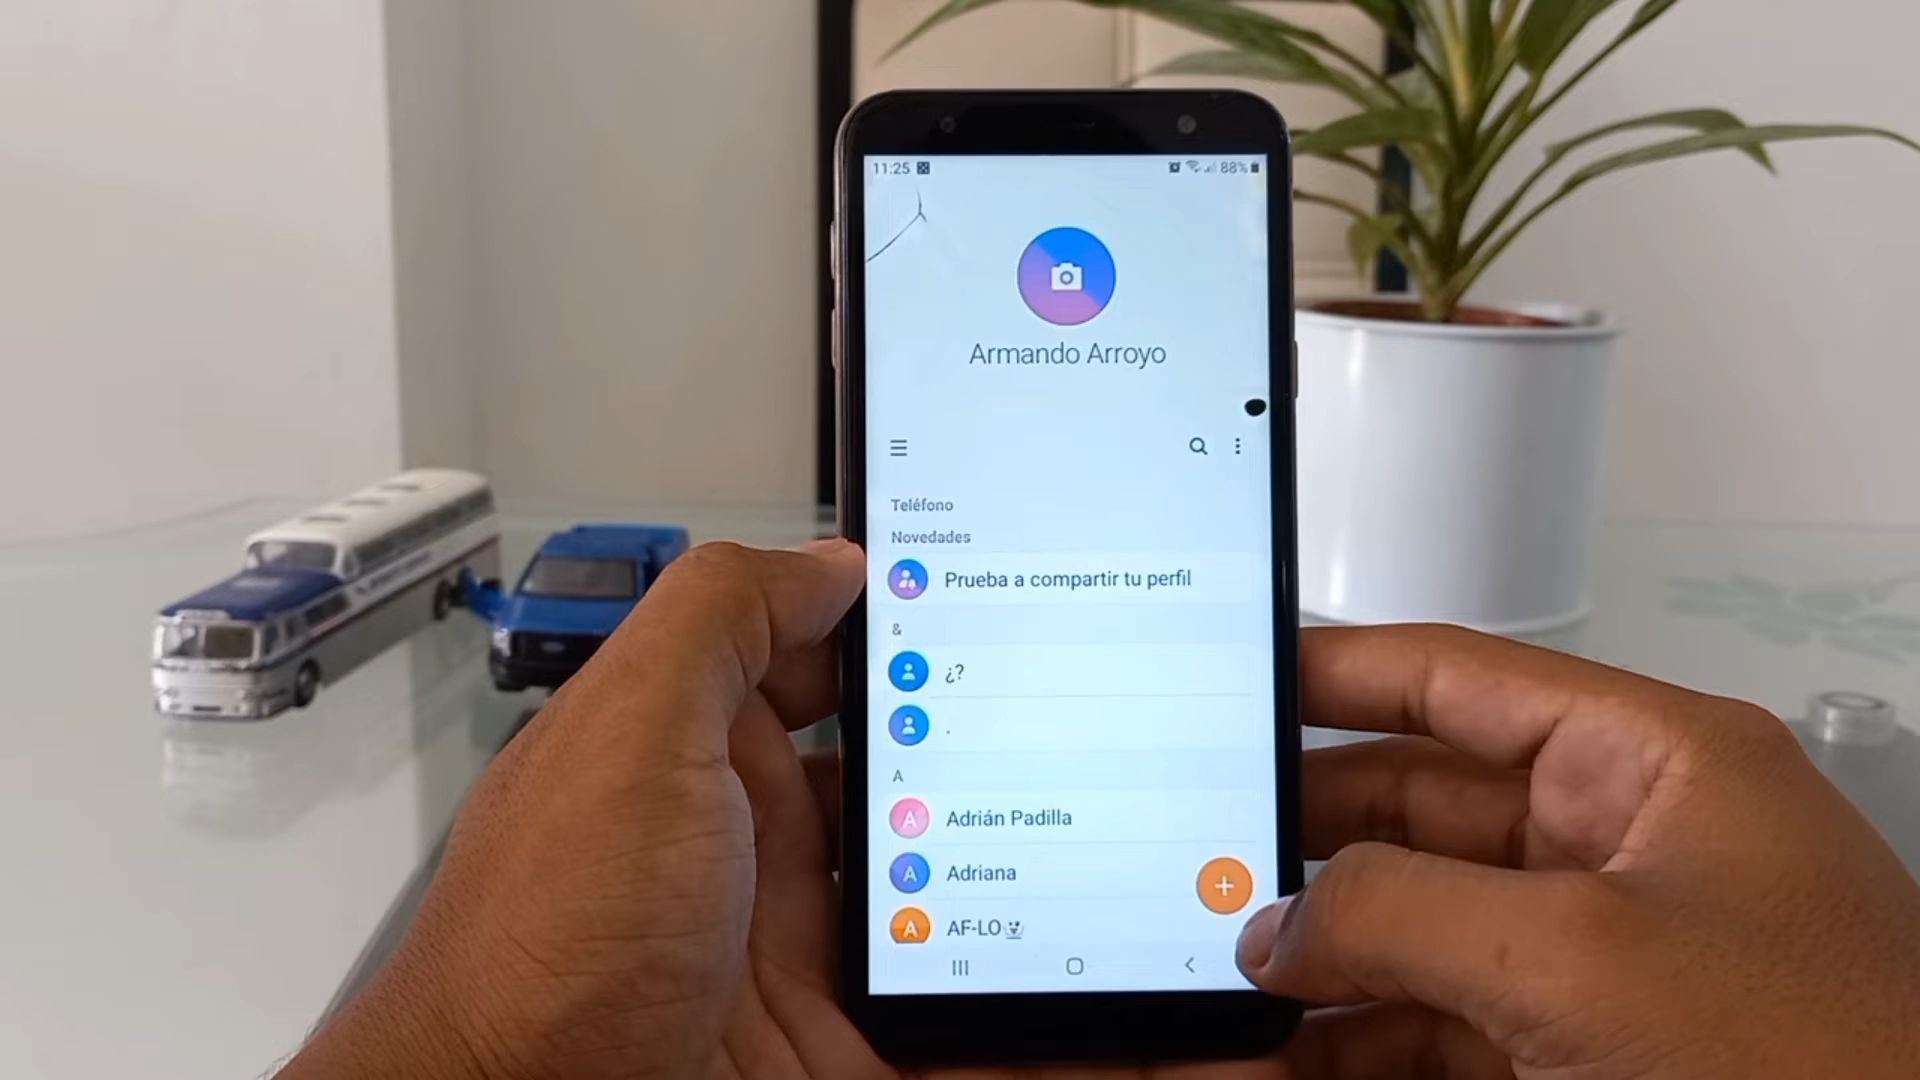 11:25 88%
Armando Arroyo
Teléfono
Novedades
Prueba a compartir tu perfil
&
¿?
.
A
A Adrián Padilla
A Adriana
A AF-LO